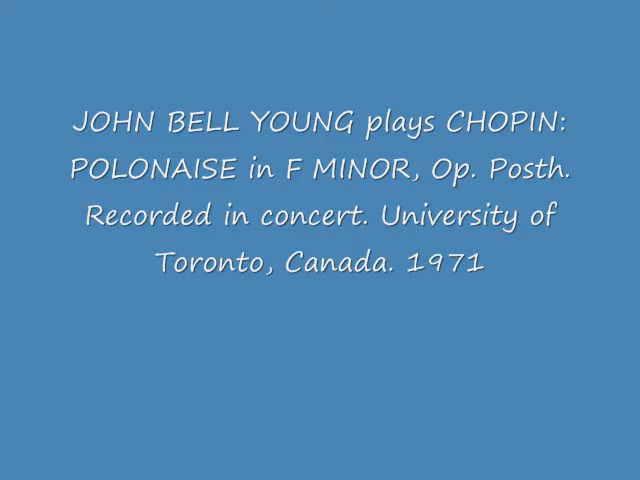 JOHN BELL YOUNG plays CHOPIN:
POLONAISE in F MINOR, Op. Posth.
Recorded in concert. University of
Toronto, Canada. 1971